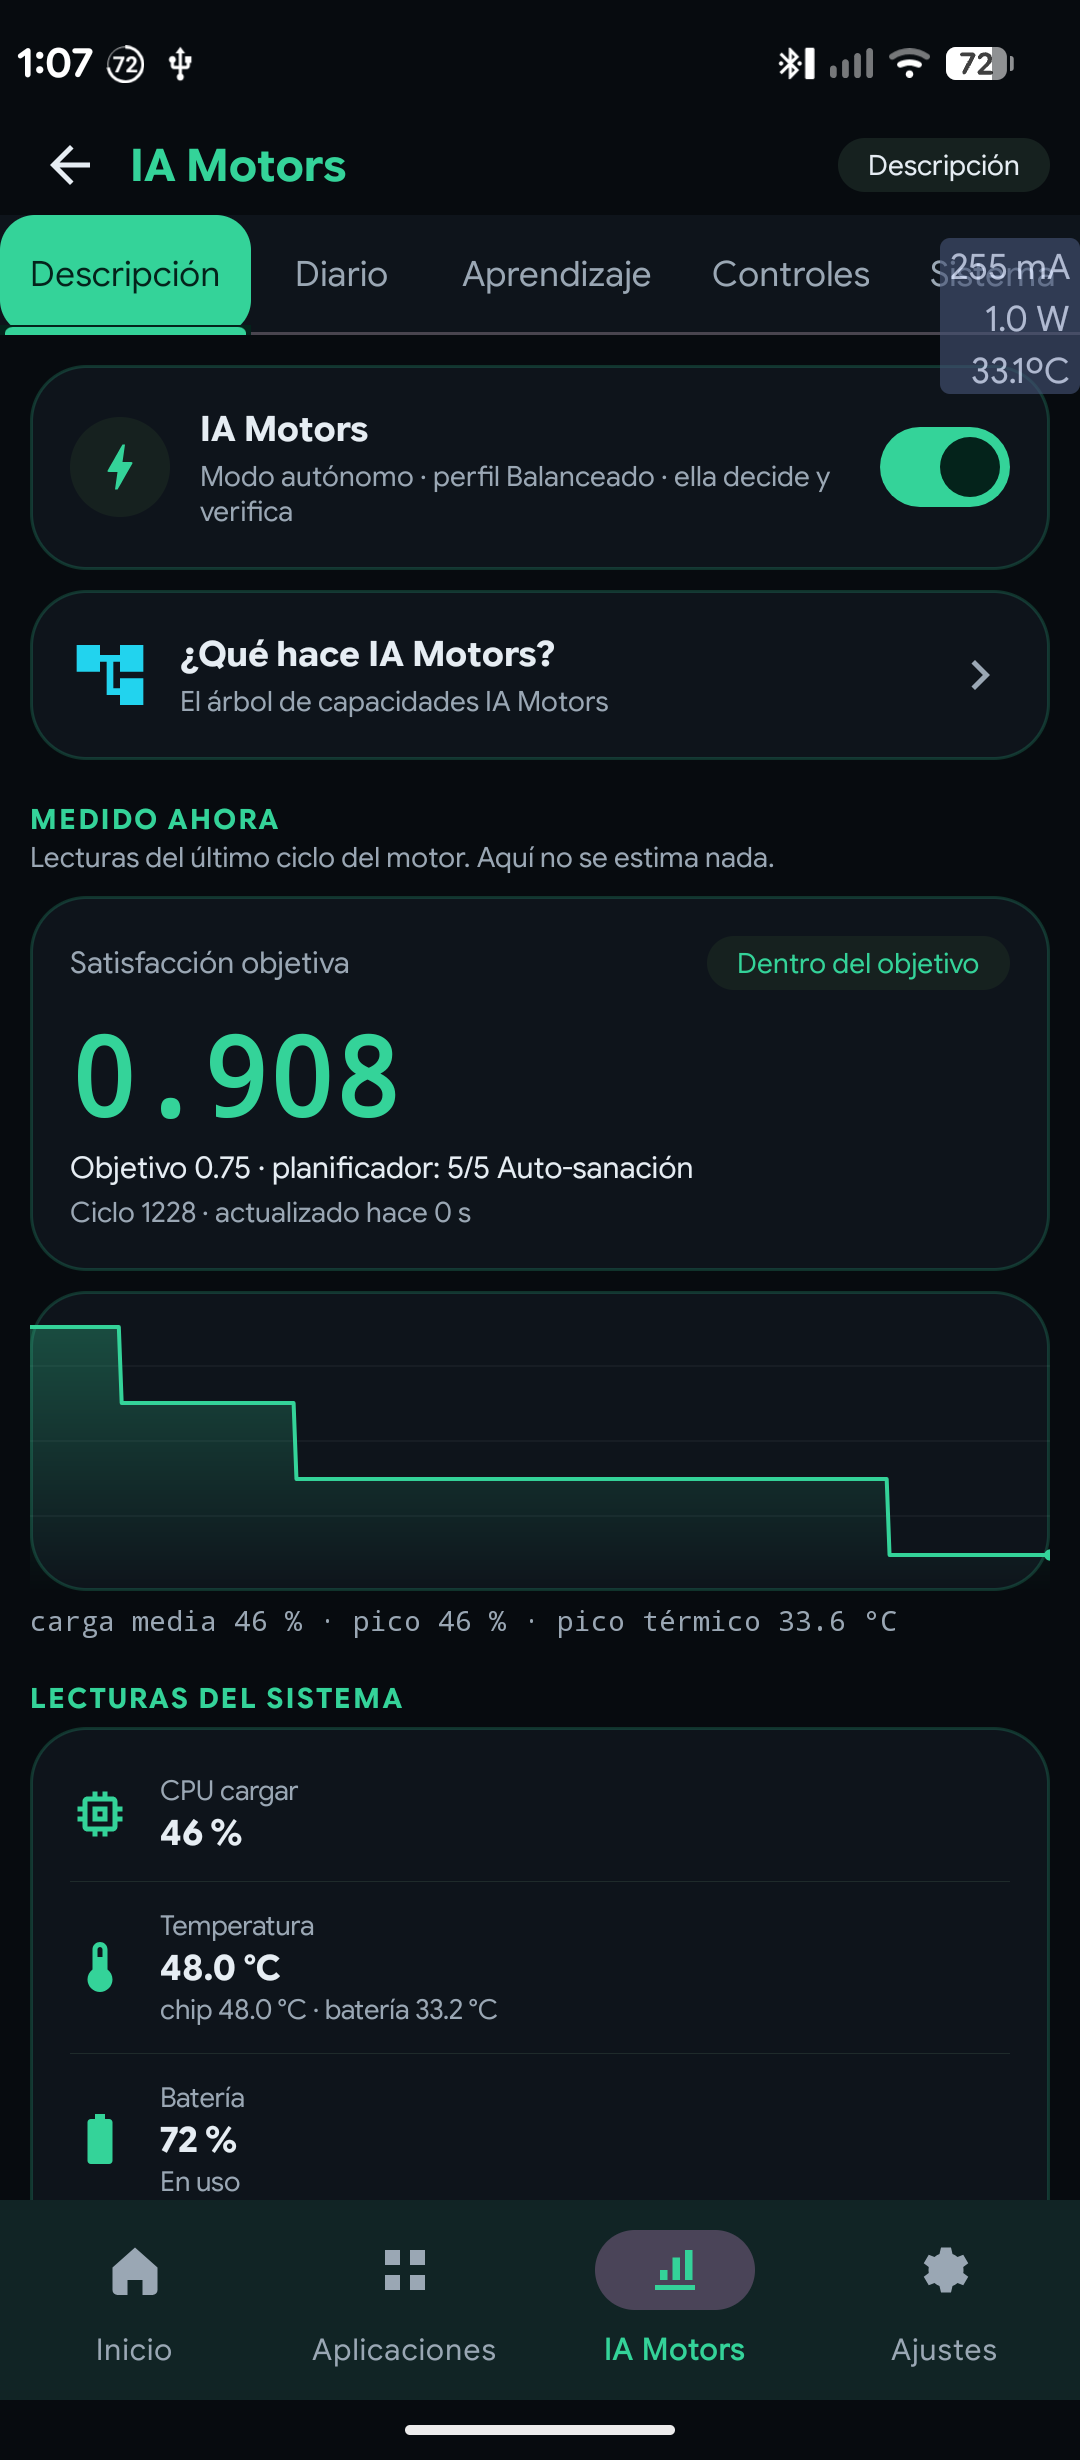 1:07 72 72
IA Motors Descripción
Descripción Diario Aprendizaje Controles Sistema
255 mA
1.0 W
33.1°C
IA Motors
Modo autónomo · perfil Balanceado · ella decide y
verifica
¿Qué hace IA Motors?
El árbol de capacidades IA Motors
MEDIDO AHORA
Lecturas del último ciclo del motor. Aquí no se estima nada.
Satisfacción objetiva Dentro del objetivo
0.908
Objetivo 0.75 · planificador: 5/5 Auto-sanación
Ciclo 1228 · actualizado hace 0 s
carga media 46 % · pico 46 % · pico térmico 33.6 °C
LECTURAS DEL SISTEMA
CPU cargar
46 %
Temperatura
48.0 °C
chip 48.0 °C · batería 33.2 °C
Batería
72 %
En uso
Inicio Aplicaciones IA Motors Ajustes